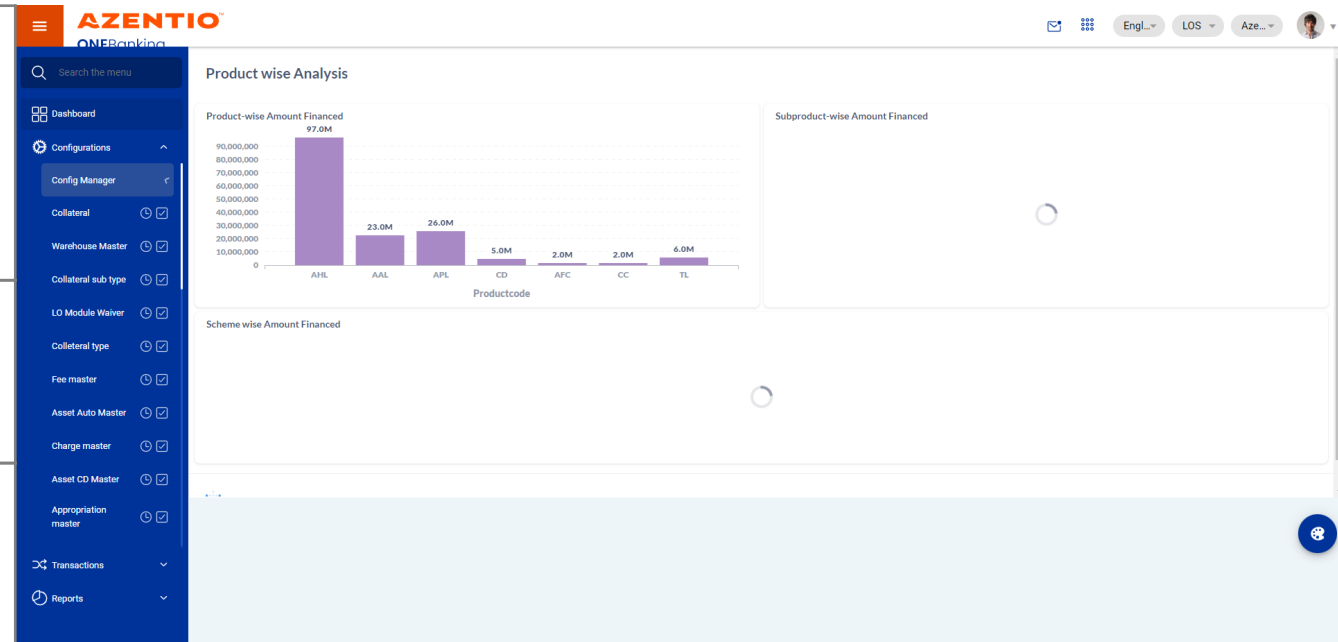 AZENTIO
ONEBanking
Engl...
LOS
Aze...
Search the menu
Dashboard
Configurations
Config Manager
Collateral
Warehouse Master
Collateral sub type
LO Module Waiver
Colleteral type
Fee master
Asset Auto Master
Charge master
Asset CD Master
Appropriation
master
Transactions
Reports
Product wise Analysis
Product-wise Amount Financed
97.0M
90,000,000
80,000,000
70,000,000
60,000,000
50,000,000
40,000,000
30,000,000
20,000,000
10,000,000
0
23.0M
26.0M
5.0M
2.0M
2.0M
6.0M
AHL AAL APL CD AFC CC TL
Productcode
Subproduct-wise Amount Financed
Scheme wise Amount Financed